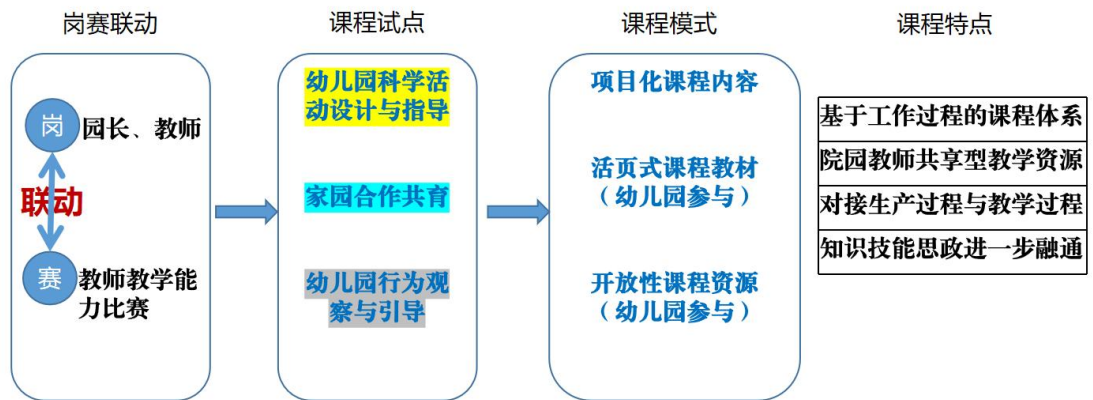 岗赛联动
课程试点
课程模式
课程特点
岗
园长、教师
联动
赛
教师教学能
力比赛
幼儿园科学活
动设计与指导
家园合作共育
幼儿园行为观
察与引导
项目化课程内容
活页式课程教材
（幼儿园参与）
开放性课程资源
（幼儿园参与）
基于工作过程的课程体系
院园教师共享型教学资源
对接生产过程与教学过程
知识技能思政进一步融通